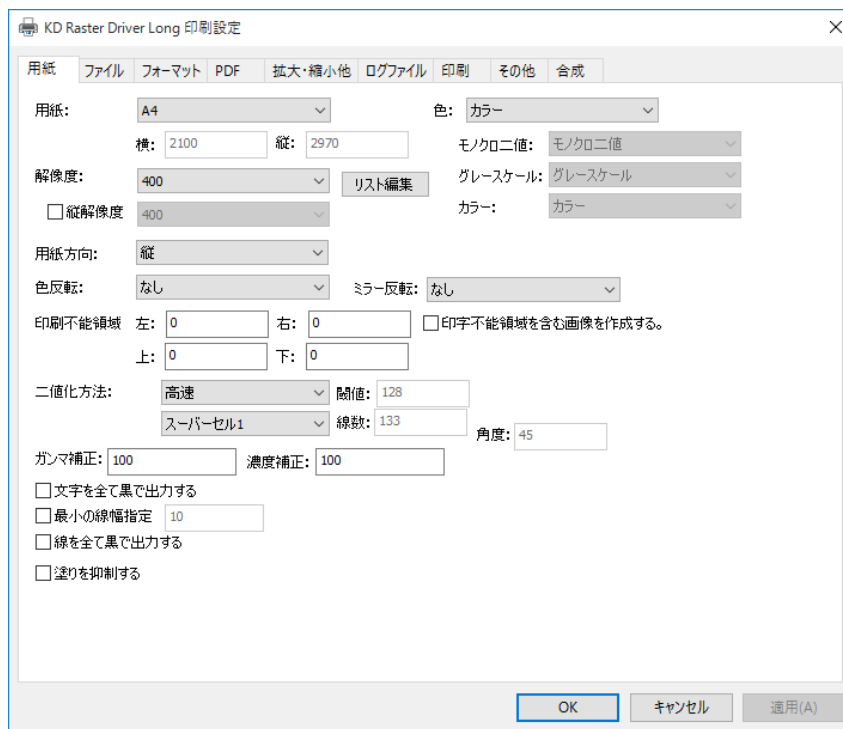 KD Raster Driver Long 印刷設定
用紙 ファイル フォーマット PDF 拡大・縮小他 ログファイル 印刷 その他 合成
用紙: A4 色: カラー
横: 2100 縦: 2970 モノクロ二値: モノクロ二値
解像度: 400 リスト編集 グレースケール: グレースケール
縦解像度 400 カラー: カラー
用紙方向: 縦
色反転: なし ミラー反転: なし
印刷不能領域 左: 0 右: 0 印字不能領域を含む画像を作成する。
上: 0 下: 0
二値化方法: 高速 閾値: 128
スーパーセル1 線数: 133 角度: 45
ガンマ補正: 100 濃度補正: 100
文字を全て黒で出力する
最小の線幅指定 10
線を全て黒で出力する
塗りを抑制する
OK キャンセル 適用(A)